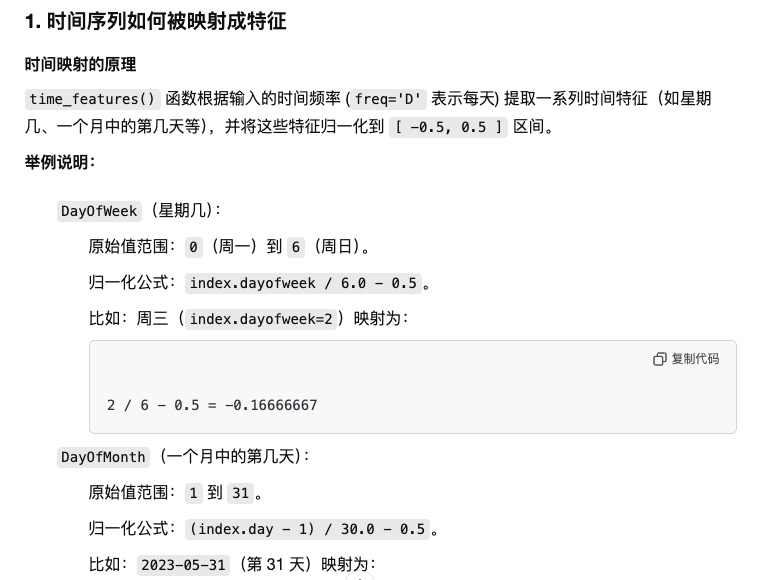 1. 时间序列如何被映射成特征
时间映射的原理
time_features() 函数根据输入的时间频率 (freq='D' 表示每天) 提取一系列时间特征（如星期
几、一个月中的第几天等），并将这些特征归一化到 [ -0.5, 0.5 ] 区间。
举例说明：
DayOfWeek（星期几）：
原始值范围：0（周一）到 6（周日）。
归一化公式：index.dayofweek / 6.0 - 0.5。
比如：周三（index.dayofweek=2）映射为：
复制代码
2 / 6 - 0.5 = -0.16666667
DayOfMonth（一个月中的第几天）：
原始值范围：1 到 31。
归一化公式：(index.day - 1) / 30.0 - 0.5。
比如：2023-05-31（第 31 天）映射为：